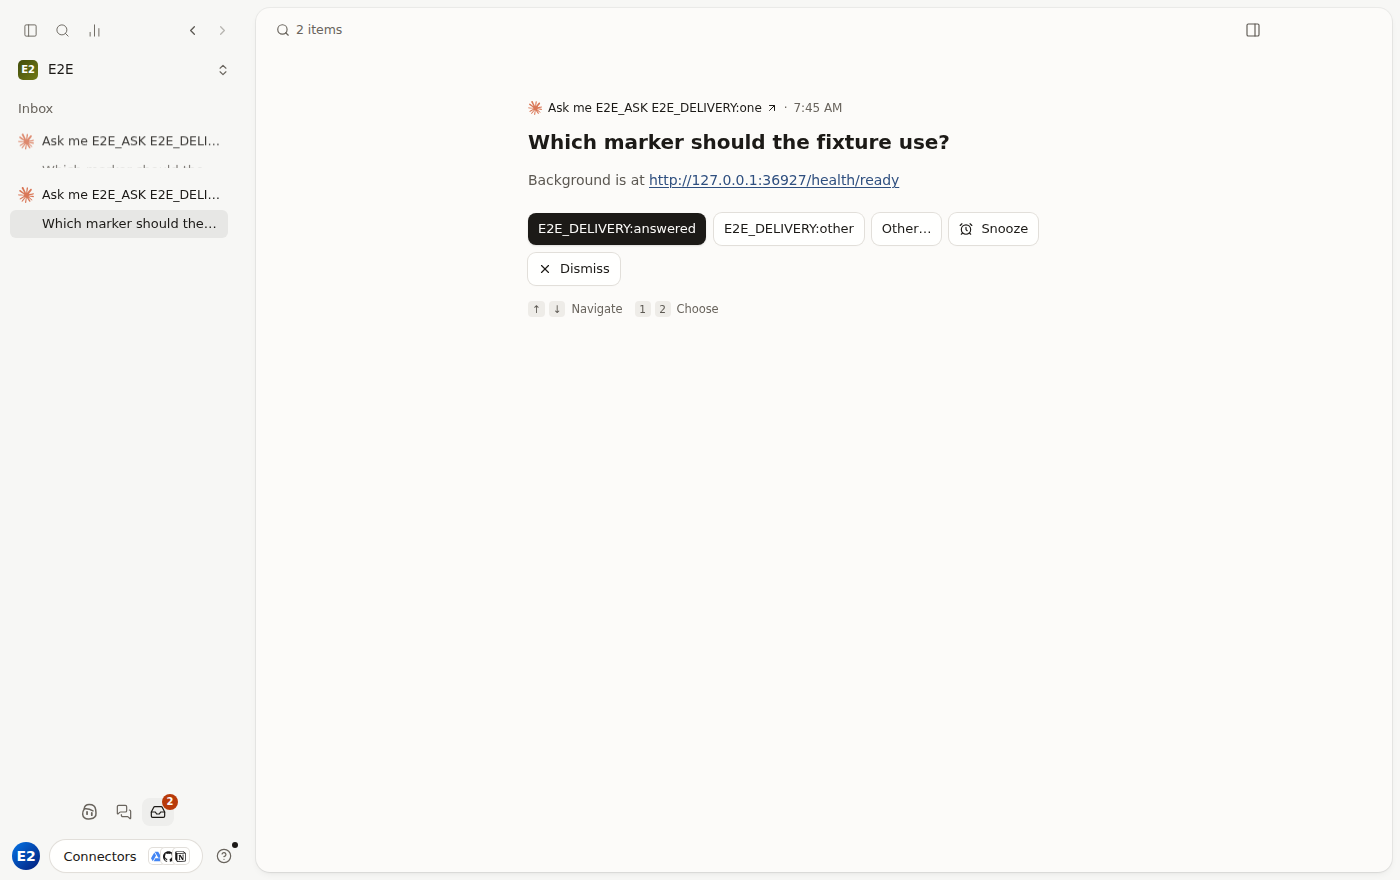 2 items
E2 E2E
Inbox
Ask me E2E_ASK E2E_DELI...
Ask me E2E_ASK E2E_DELI...
Which marker should the...
Ask me E2E_ASK E2E_DELIVERY:one · 7:45 AM
Which marker should the fixture use?
Background is at http://127.0.0.1:36927/health/ready
E2E_DELIVERY:answered E2E_DELIVERY:other Other... Snooze
Dismiss
↑ ↓ Navigate 1 2 Choose
2
E2 Connectors